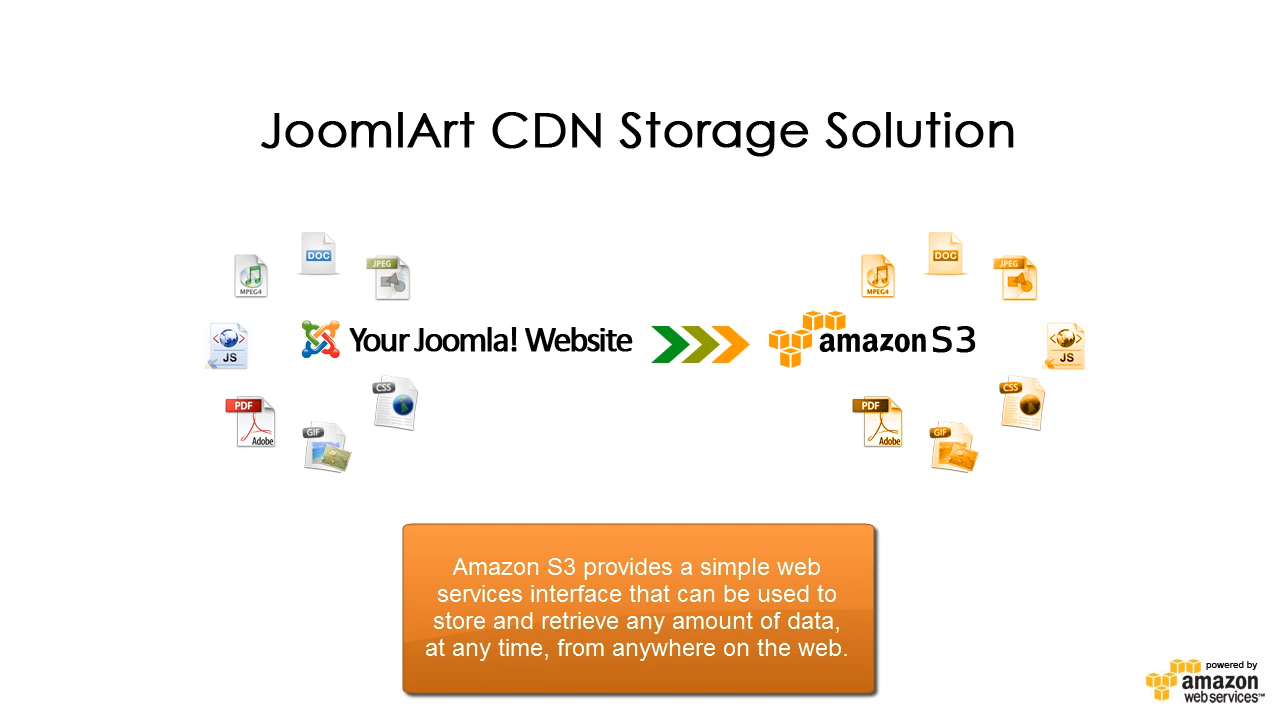 JoomlArt CDN Storage Solution
DOC
DOC
MPEG4
JPEG
MPEG4
JPEG
JS
Your Joomla! Website
amazon S3
JS
CSS
CSS
PDF
Adobe
GIF
PDF
Adobe
GIF
Amazon S3 provides a simple web
services interface that can be used to
store and retrieve any amount of data,
at any time, from anywhere on the web.
powered by
amazon
webservices™